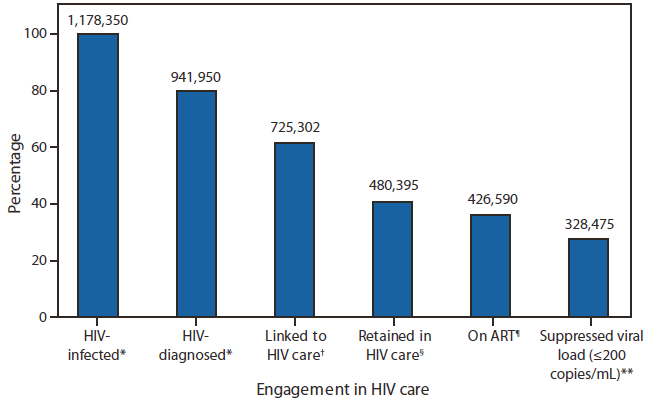 1,178,350
100
941,950
80
725,302
60
480,395
426,590
40
328,475
20
0
Percentage
HIV-
infected*
HIV-
diagnosed*
Linked to
HIV care†
Retained in
HIV care§
On ART¶
Suppressed viral
load (≤200
copies/mL)**
Engagement in HIV care